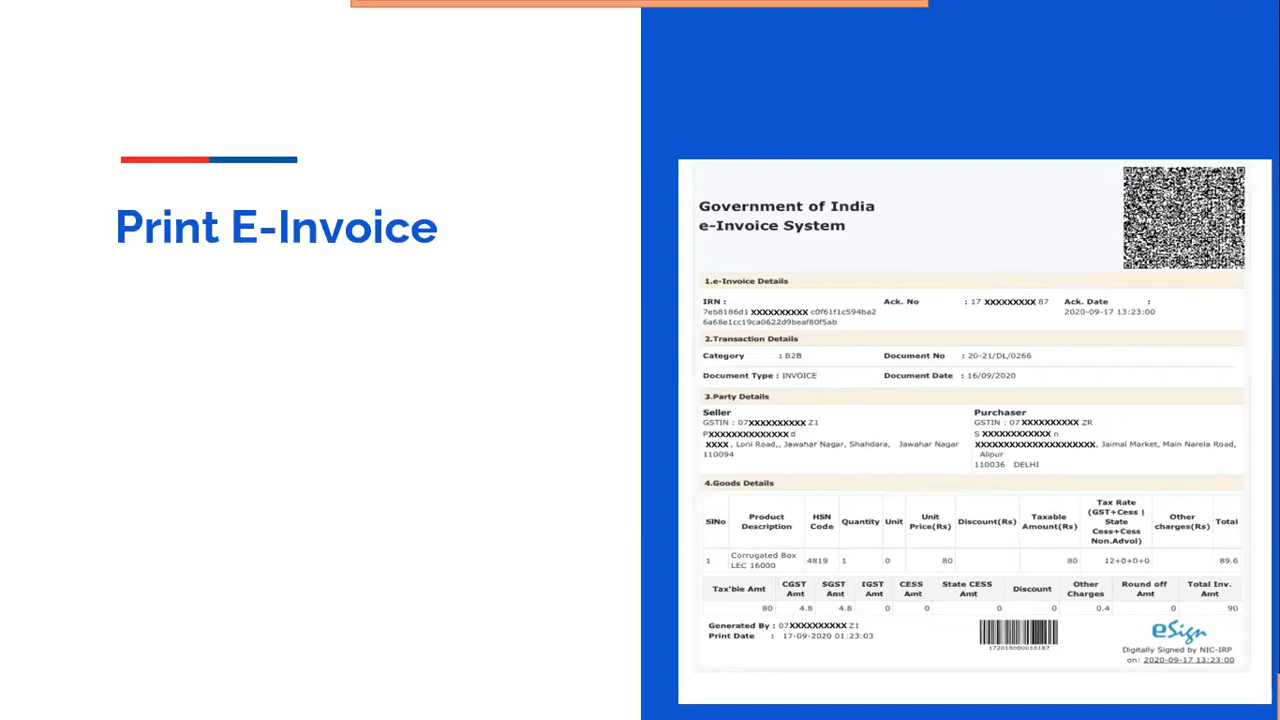 Print E-Invoice
Government of India
e-Invoice System
1.e-Invoice Details
IRN : Ack. No : 17 XXXXXXXXX 87 Ack. Date :
7eb8186d1 XXXXXXXXXX c0f61f1c594ba2 2020-09-17 13:23:00
6a68e1cc19ca0622d9beaf80f5ab
2.Transaction Details
Category : B2B Document No : 20-21/DL/0266
Document Type : INVOICE Document Date : 16/09/2020
3.Party Details
Seller Purchaser
GSTIN : 07XXXXXXXXXX Z1 GSTIN : 07 XXXXXXXXXX ZR
PXXXXXXXXXXXXXX d S XXXXXXXXXXXX n
XXXX , Loni Road,, Jawahar Nagar, Shahdara, Jawahar Nagar XXXXXXXXXXXXXXXXXXXXX, Jaimal Market, Main Narela Road,
110094 Alipur
110036 DELHI
4.Goods Details
SlNo Product Description HSN Code Quantity Unit Unit Price(Rs) Discount(Rs) Taxable Amount(Rs) Tax Rate (GST+Cess | State Cess+Cess Non.Advol) Other charges(Rs) Total
1 Corrugated Box LEC 16000 4819 1 0 80 80 12+0+0+0 89.6
Tax'ble Amt CGST Amt SGST Amt IGST Amt CESS Amt State CESS Amt Discount Other Charges Round off Amt Total Inv. Amt
80 4.8 4.8 0 0 0 0 0.4 0 90
Generated By : 07XXXXXXXXXX Z1
Print Date : 17-09-2020 01:23:03
eSign
Digitally Signed by NIC-IRP
on: 2020-09-17 13:23:00